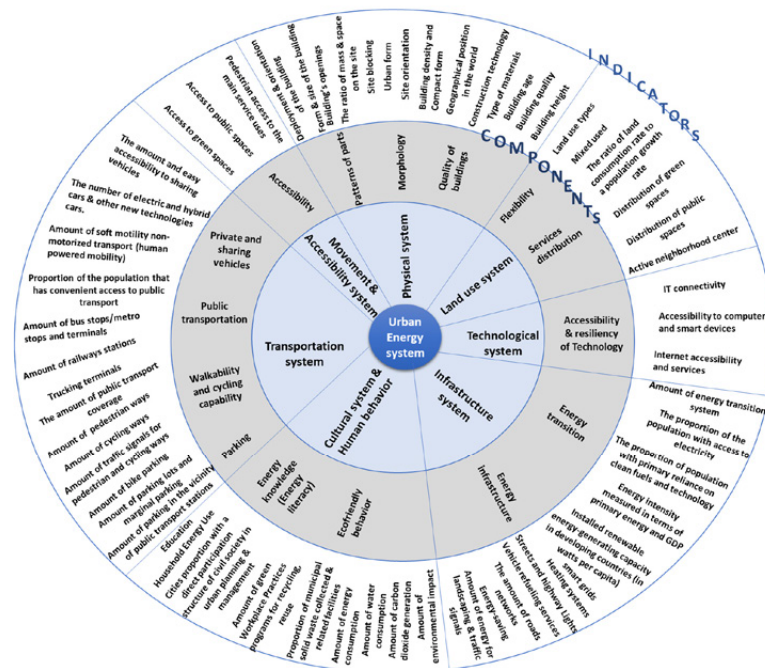 INDICATORS
COMPONENTS
Urban
Energy
system
Physical system
Land use system
Technological
system
Infrastructure
system
Cultural system &
Human behavior
Transportation
system
Movement &
Accessibility system
Patterns of parts
Morphology
Quality of
buildings
Flexibility
Services
distribution
Accessibility
& resiliency
of Technology
Energy
transition
Energy
Infrastructure
Ecofriendly
behavior
Energy
knowledge
(Energy
literacy)
Parking
Walkability
and cycling
capability
Public
transportation
Private and
sharing
vehicles
Accessibility
Deployment & orientation
of the building
Form & size of the building
Building's openings
The ratio of mass & space
on the site
Site blocking
Urban form
Site orientation
Building density and
Compact form
Geographical position
in the world
Construction technology
Type of materials
Building age
Building quality
Building height
Land use types
Mixed used
The ratio of land
consumption rate to
a population growth
rate
Distribution of green
spaces
Distribution of public
spaces
Active neighborhood center
IT connectivity
Accessibility to computer
and smart devices
Internet accessibility
and services
Amount of energy transition
system
The proportion of the
population with access to
electricity
The proportion of population
with primary reliance on
clean fuels and technology
Energy intensity
measured in terms of
primary energy and GDP
Installed renewable
energy-generating capacity
in developing countries (in
watts per capita)
smart grids
Heating systems
Streets and highway Lights
Vehicle refueling services
The amount of roads
networks
Energy-saving
Amount of energy for
landscaping & traffic
signals
Amount of
environmental impact
Amount of carbon
dioxide generation
Amount of water
consumption
Amount of energy
consumption
Proportion of municipal
solid waste collected &
related facilities
programs for recycling,
reuse
Workplace Practices
Amount of green
management
urban planning &
structure of civil society in
direct participation
Cities proportion with a
Household Energy Use
Education
Amount of parking in the vicinity
of public transport stations
Amount of parking lots and
marginal parking
Amount of bike parking
Amount of traffic signals for
pedestrian and cycling ways
Amount of cycling ways
Amount of pedestrian ways
The amount of public transport
coverage
Trucking terminals
Amount of railways stations
Amount of bus stops/metro
stops and terminals
Proportion of the population that
has convenient access to public
transport
Amount of soft motility non-
motorized transport (human
powered mobility)
The number of electric and hybrid
cars & other new technologies
cars.
The amount and easy
accessibility to sharing
vehicles
Access to green spaces
Access to public spaces
Pedestrian access to the
main service uses